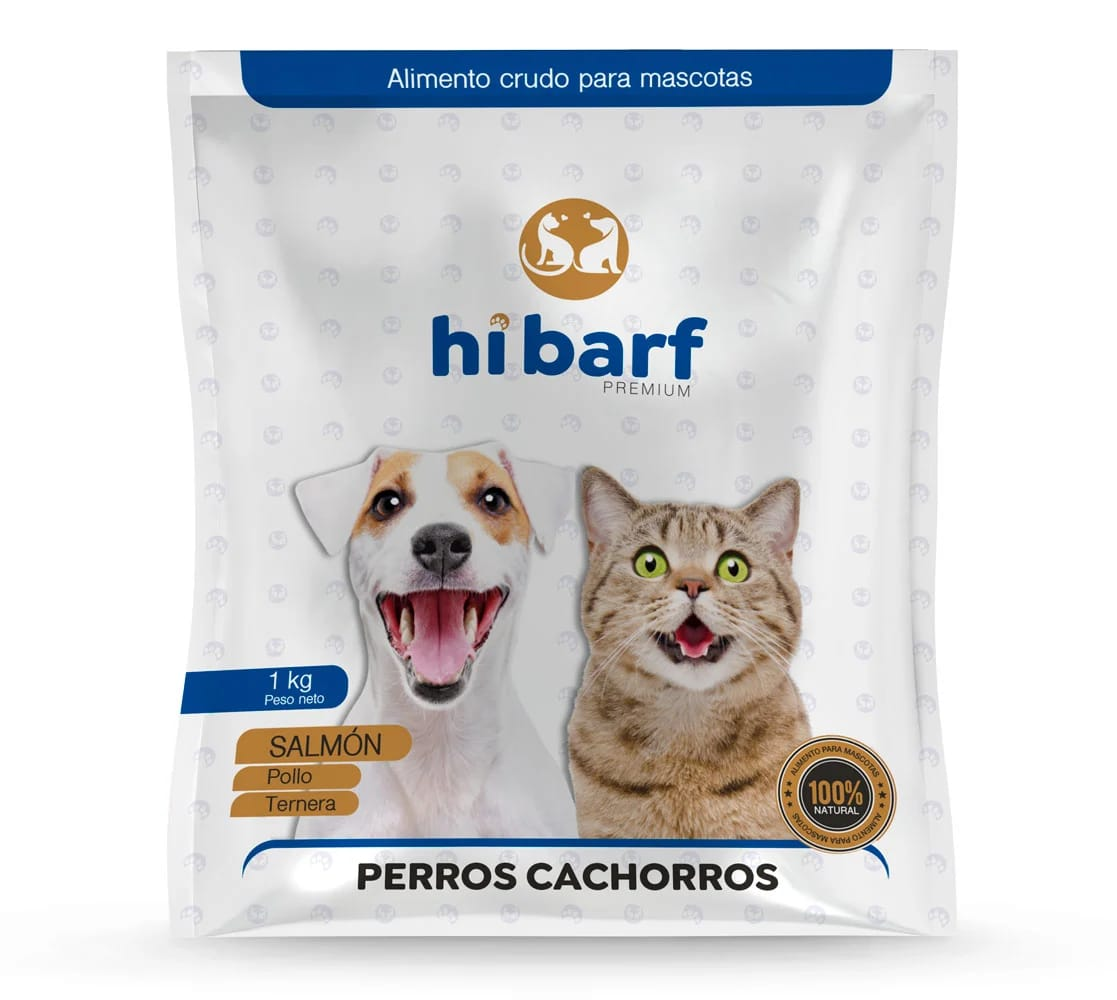 Alimento crudo para mascotas
hi barf
PREMIUM
1 kg
Peso neto
SALMÓN
Pollo
Ternera
ALIMENTO PARA MASCOTAS
100%
NATURAL
ALIMENTO PARA MASCOTAS
PERROS CACHORROS